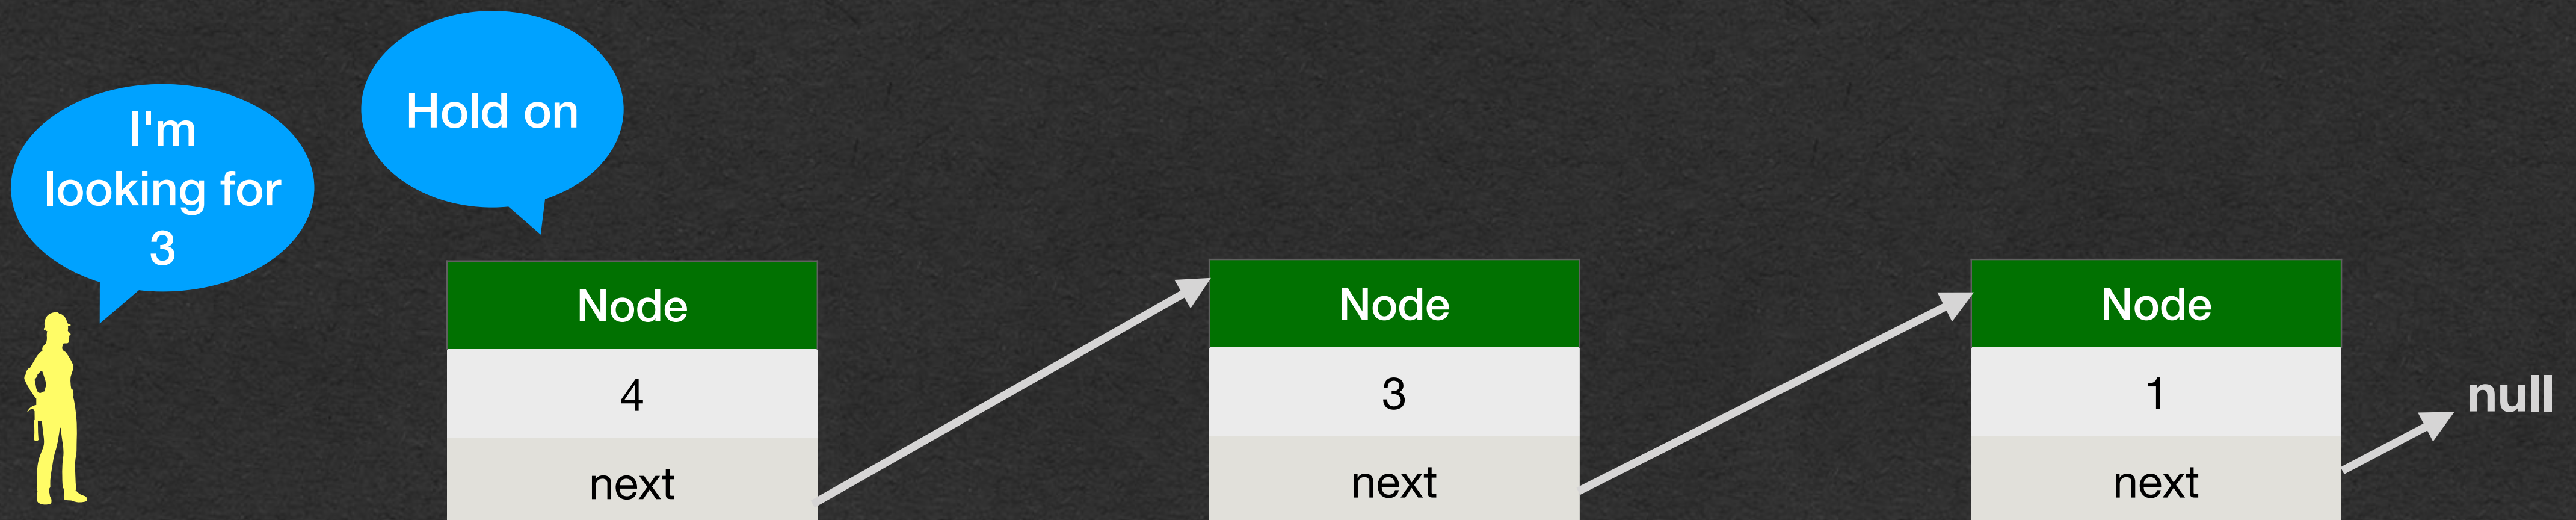 I'm
looking for
3
Hold on
Node
4
next
Node
3
next
Node
1
next
null